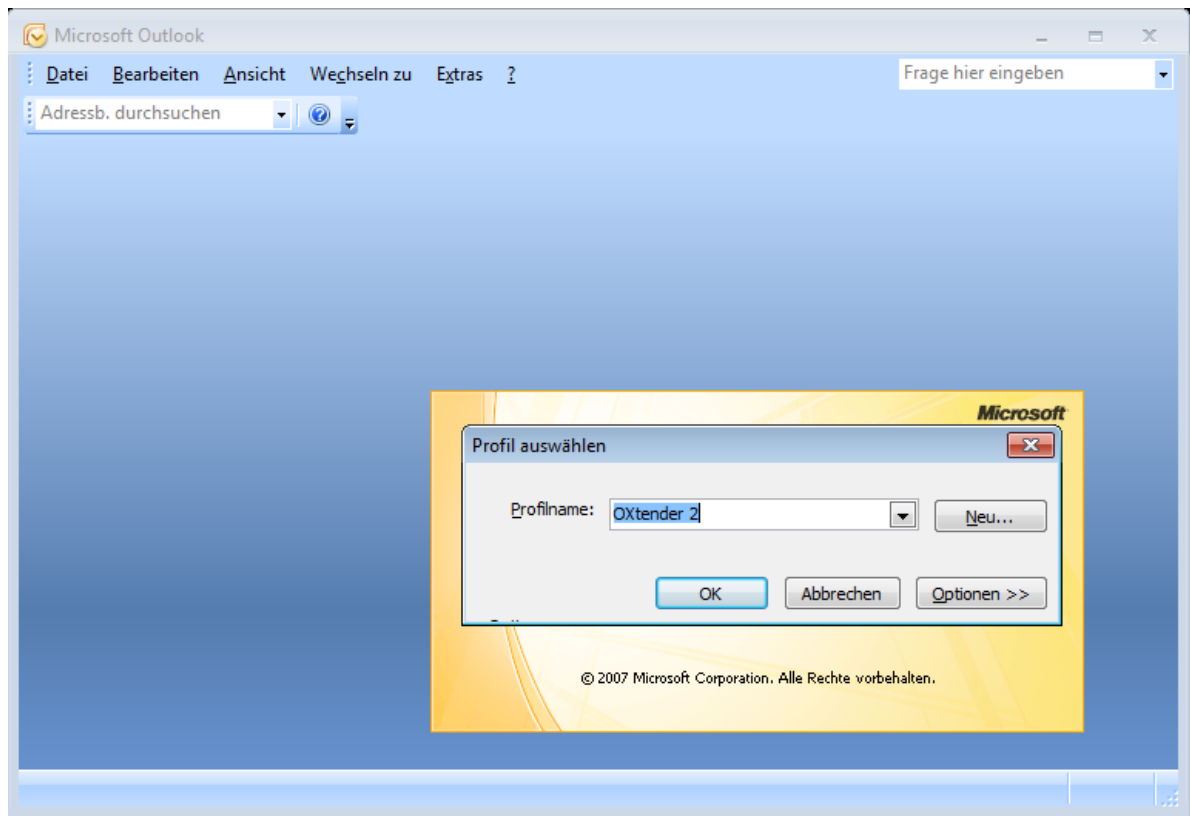 Microsoft Outlook
Datei Bearbeiten Ansicht Wechseln zu Extras ? Frage hier eingeben
Adressb. durchsuchen
Microsoft
Profil auswählen
Profilname: OXtender 2 Neu...
OK Abbrechen Optionen >>
© 2007 Microsoft Corporation. Alle Rechte vorbehalten.